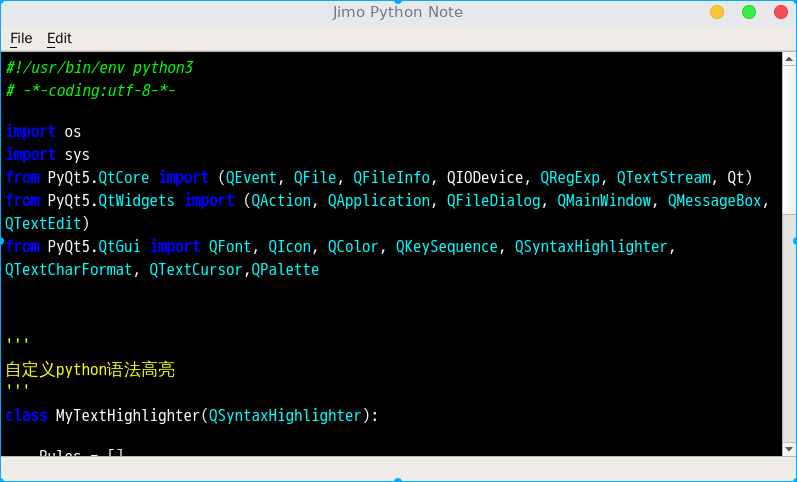 Jimo Python Note
File Edit
#!/usr/bin/env python3
# -*-coding:utf-8-*-
import os
import sys
from PyQt5.QtCore import (QEvent, QFile, QFileInfo, QIODevice, QRegExp, QTextStream, Qt)
from PyQt5.QtWidgets import (QAction, QApplication, QFileDialog, QMainWindow, QMessageBox,
QTextEdit)
from PyQt5.QtGui import QFont, QIcon, QColor, QKeySequence, QSyntaxHighlighter,
QTextCharFormat, QTextCursor,QPalette
'''
自定义python语法高亮
'''
class MyTextHighlighter(QSyntaxHighlighter):
Rules = []